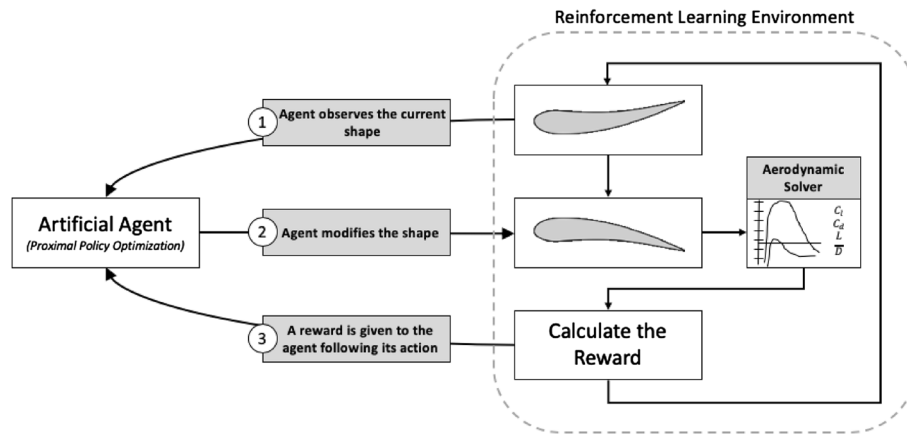 Reinforcement Learning Environment
1
Agent observes the current
shape
Artificial Agent
(Proximal Policy Optimization)
2
Agent modifies the shape
Aerodynamic
Solver
C_l
C_d
L
D
3
A reward is given to the
agent following its action
Calculate the
Reward